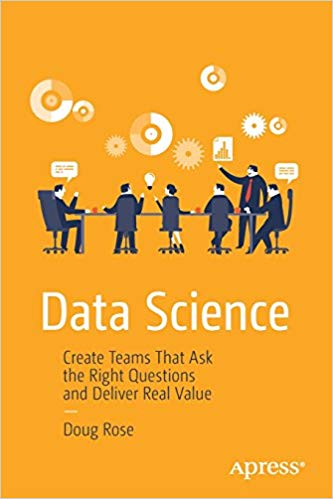 Data Science
Create Teams That Ask
the Right Questions
and Deliver Real Value
Doug Rose
Apress®